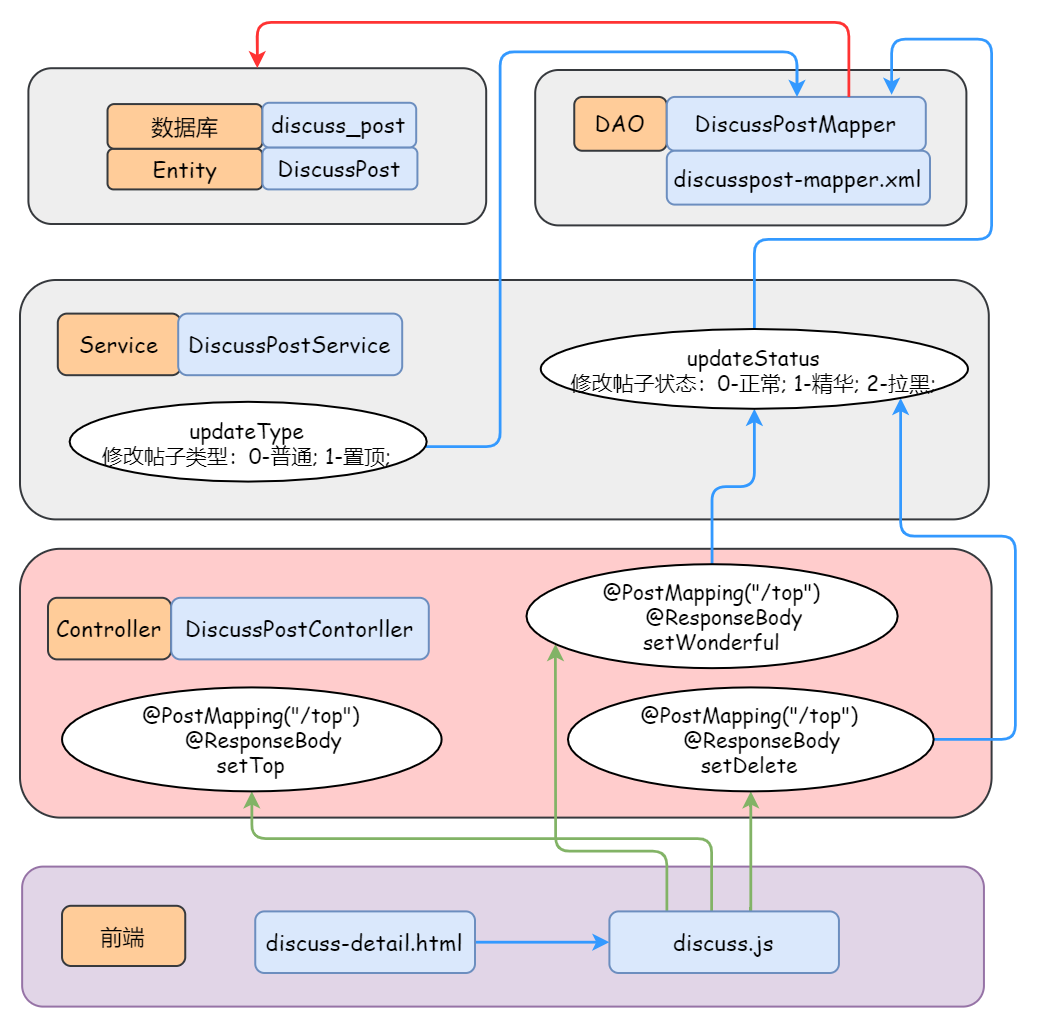 数据库
discuss_post
Entity
DiscussPost
DAO
DiscussPostMapper
discusspost-mapper.xml
Service
DiscussPostService
updateStatus
修改帖子状态：0-正常; 1-精华; 2-拉黑;
updateType
修改帖子类型：0-普通; 1-置顶;
@PostMapping("/top")
@ResponseBody
setWonderful
Controller
DiscussPostContorller
@PostMapping("/top")
@ResponseBody
setTop
@PostMapping("/top")
@ResponseBody
setDelete
前端
discuss-detail.html
discuss.js